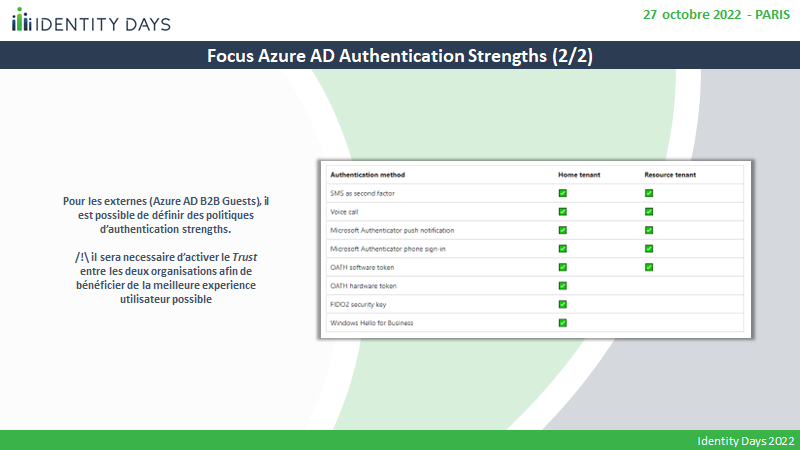 IDENTITY DAYS
27 octobre 2022 - PARIS
Focus Azure AD Authentication Strengths (2/2)
Pour les externes (Azure AD B2B Guests), il
est possible de définir des politiques
d'authentication strengths.
/!\ il sera necessaire d'activer le Trust
entre les deux organisations afin de
bénéficier de la meilleure experience
utilisateur possible
Authentication method Home tenant Resource tenant
SMS as second factor ✅ ✅
Voice call ✅ ✅
Microsoft Authenticator push notification ✅ ✅
Microsoft Authenticator phone sign-in ✅ ✅
OATH software token ✅ ✅
OATH hardware token ✅
FIDO2 security key ✅
Windows Hello for Business ✅
Identity Days 2022